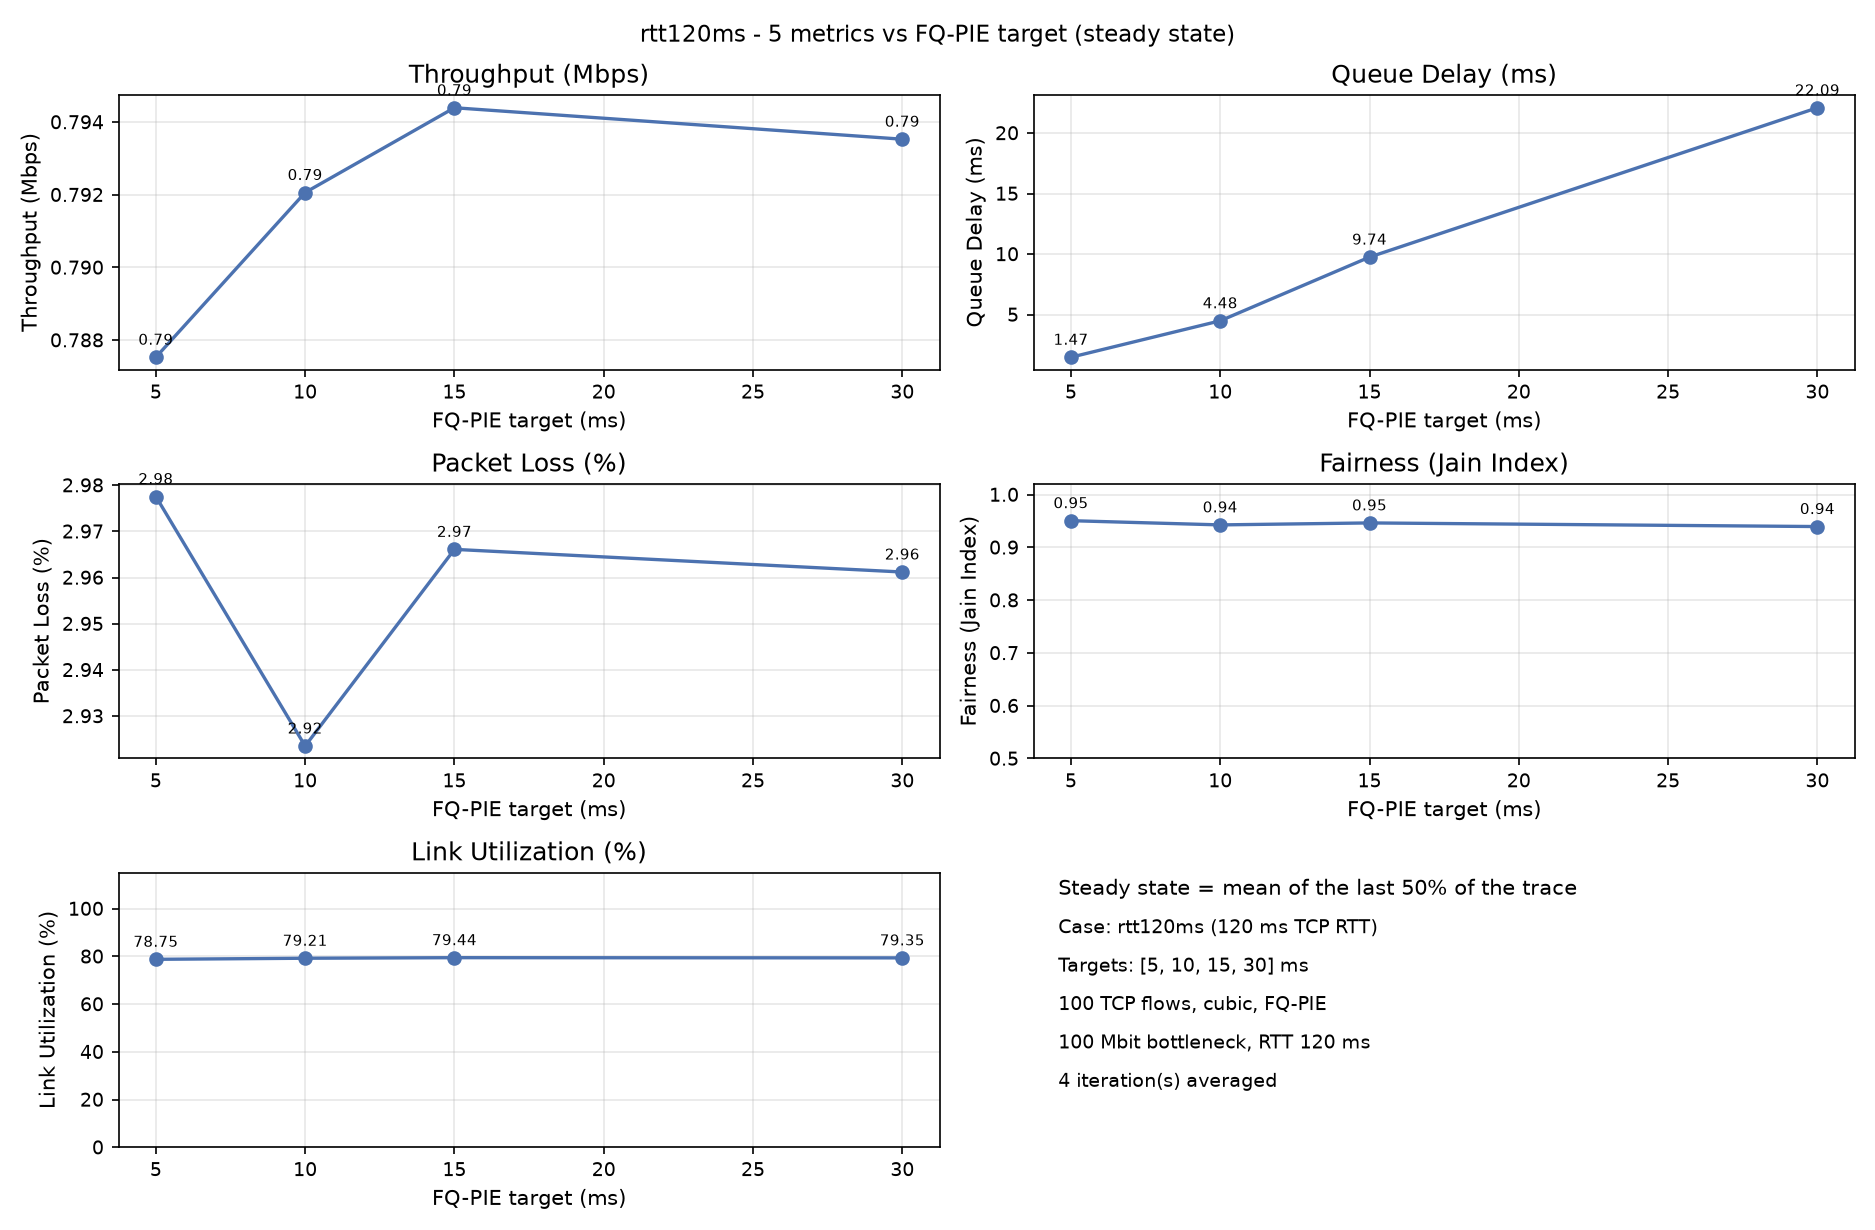 rtt120ms - 5 metrics vs FQ-PIE target (steady state)
Throughput (Mbps)
Throughput (Mbps)
0.794
0.792
0.790
0.788
0.79
0.79
0.79
0.79
5 10 15 20 25 30
FQ-PIE target (ms)
Queue Delay (ms)
Queue Delay (ms)
20
15
10
5
1.47
4.48
9.74
22.09
5 10 15 20 25 30
FQ-PIE target (ms)
Packet Loss (%)
Packet Loss (%)
2.98
2.97
2.96
2.95
2.94
2.93
2.98
2.92
2.97
2.96
5 10 15 20 25 30
FQ-PIE target (ms)
Fairness (Jain Index)
Fairness (Jain Index)
1.0
0.9
0.8
0.7
0.6
0.5
0.95
0.94
0.95
0.94
5 10 15 20 25 30
FQ-PIE target (ms)
Link Utilization (%)
Link Utilization (%)
100
80
60
40
20
0
78.75
79.21
79.44
79.35
5 10 15 20 25 30
FQ-PIE target (ms)
Steady state = mean of the last 50% of the trace
Case: rtt120ms (120 ms TCP RTT)
Targets: [5, 10, 15, 30] ms
100 TCP flows, cubic, FQ-PIE
100 Mbit bottleneck, RTT 120 ms
4 iteration(s) averaged